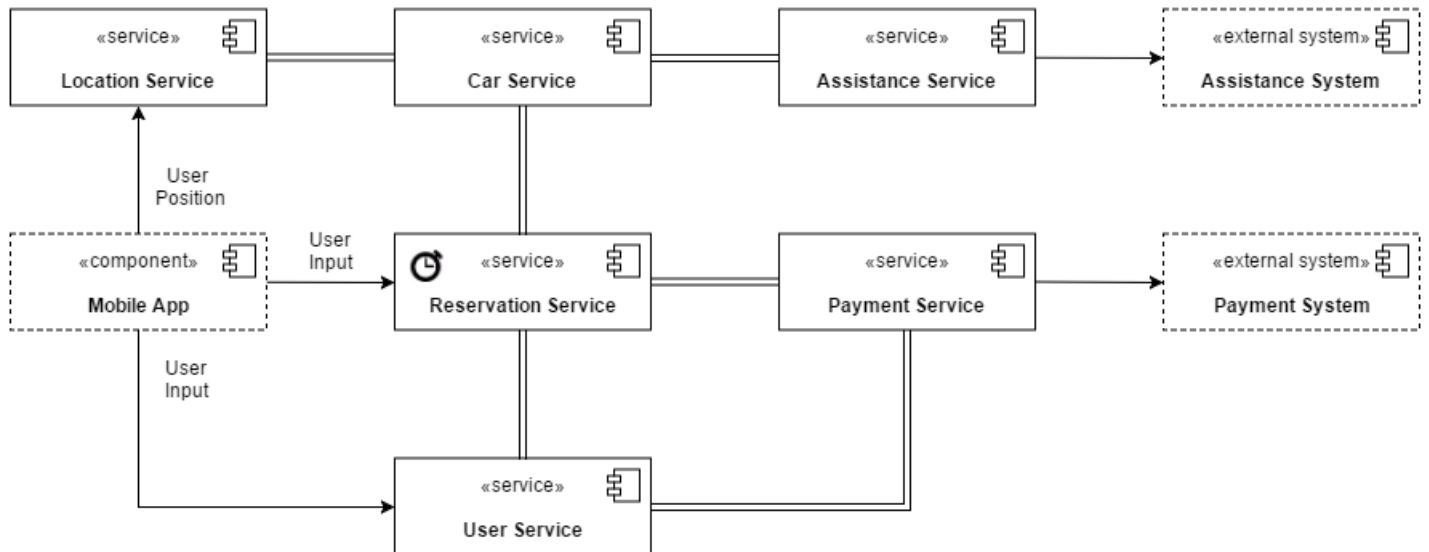 «service»
Location Service
«service»
Car Service
«service»
Assistance Service
«external system»
Assistance System
User
Position
«component»
Mobile App
User
Input
«service»
Reservation Service
«service»
Payment Service
«external system»
Payment System
User
Input
«service»
User Service